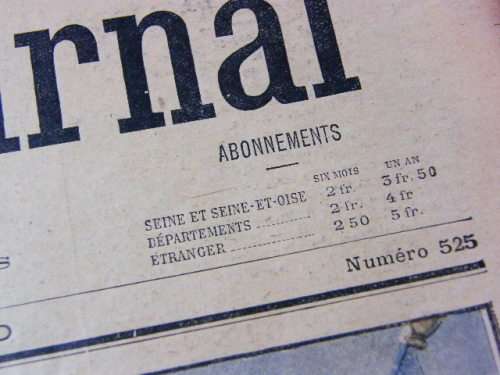 urnal
ABONNEMENTS
SIX MOIS UN AN
SEINE ET SEINE-ET-OISE 2 fr. 3 fr. 50
DÉPARTEMENTS 2 fr. 4 fr
ÉTRANGER 2 50 5 fr.
Numéro 525